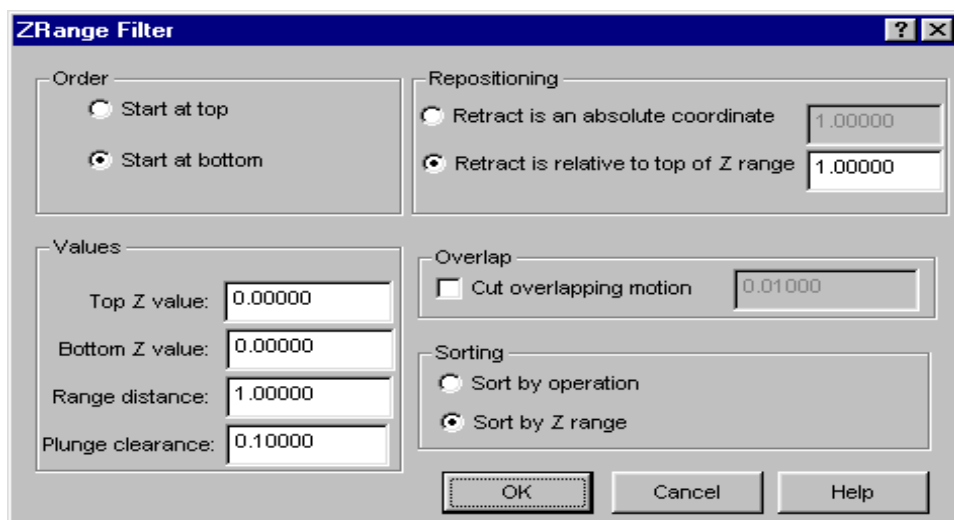 ZRange Filter
Order
Start at top
Start at bottom
Repositioning
Retract is an absolute coordinate 1.00000
Retract is relative to top of Z range 1.00000
Values
Top Z value: 0.00000
Bottom Z value: 0.00000
Range distance: 1.00000
Plunge clearance: 0.10000
Overlap
Cut overlapping motion 0.01000
Sorting
Sort by operation
Sort by Z range
OK Cancel Help